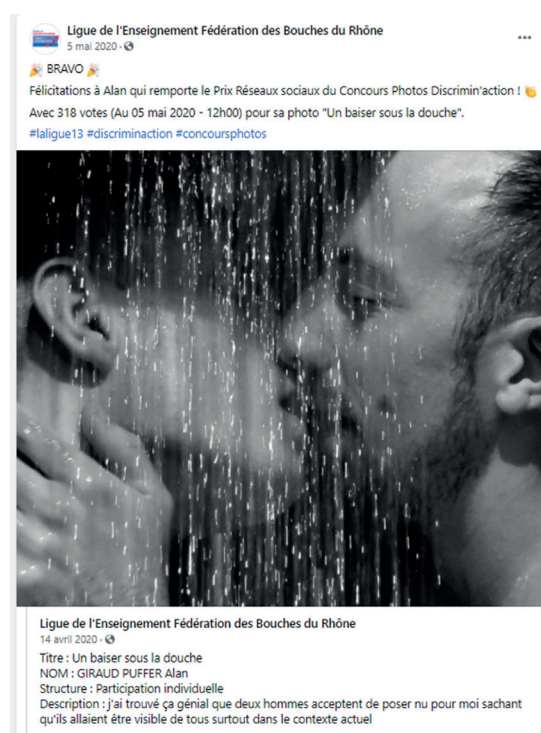 Ligue de l'Enseignement Fédération des Bouches du Rhône
5 mai 2020 ·
🎉 BRAVO 🎉
Félicitations à Alan qui remporte le Prix Réseaux sociaux du Concours Photos Discrimin'action ! 👏
Avec 318 votes (Au 05 mai 2020 - 12h00) pour sa photo "Un baiser sous la douche".
#laligue13 #discriminaction #concoursphotos
Ligue de l'Enseignement Fédération des Bouches du Rhône
14 avril 2020 ·
Titre : Un baiser sous la douche
NOM : GIRAUD PUFFER Alan
Structure : Participation individuelle
Description : j'ai trouvé ça génial que deux hommes acceptent de poser nu pour moi sachant
qu'ils allaient être visible de tous surtout dans le contexte actuel